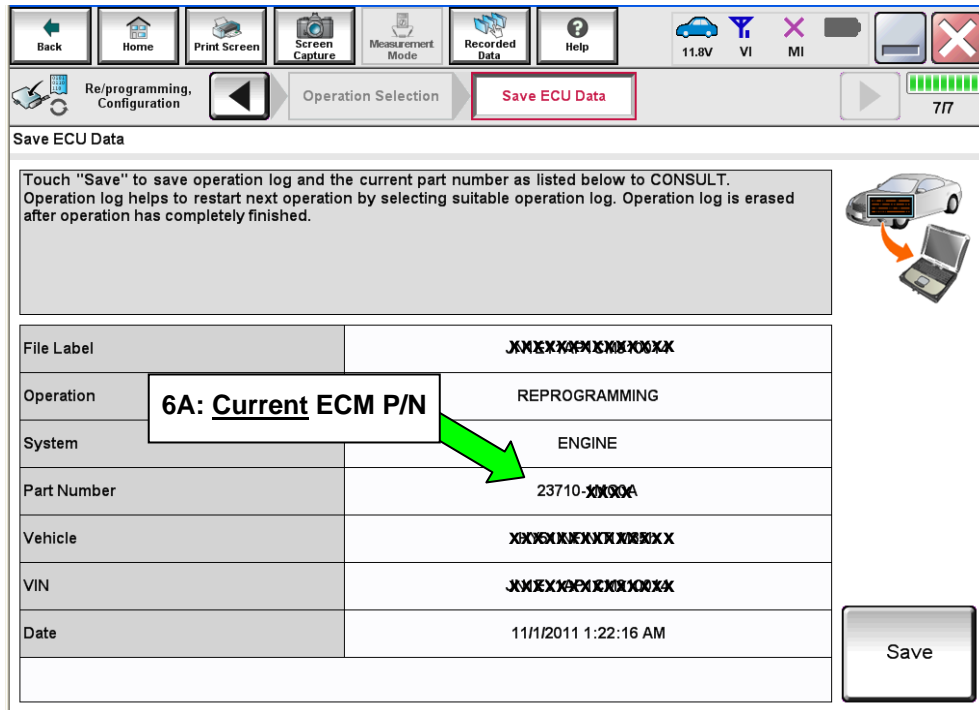 Back
Home
Print Screen
Screen Capture
Measurement Mode
Recorded Data
Help
11.8V
VI
MI
Re/programming, Configuration
Operation Selection
Save ECU Data
7/7
Save ECU Data
Touch "Save" to save operation log and the current part number as listed below to CONSULT.
Operation log helps to restart next operation by selecting suitable operation log. Operation log is erased
after operation has completely finished.
File Label
Operation
REPROGRAMMING
6A: Current ECM P/N
System
ENGINE
Part Number
23710-
Vehicle
VIN
Date
11/1/2011 1:22:16 AM
Save